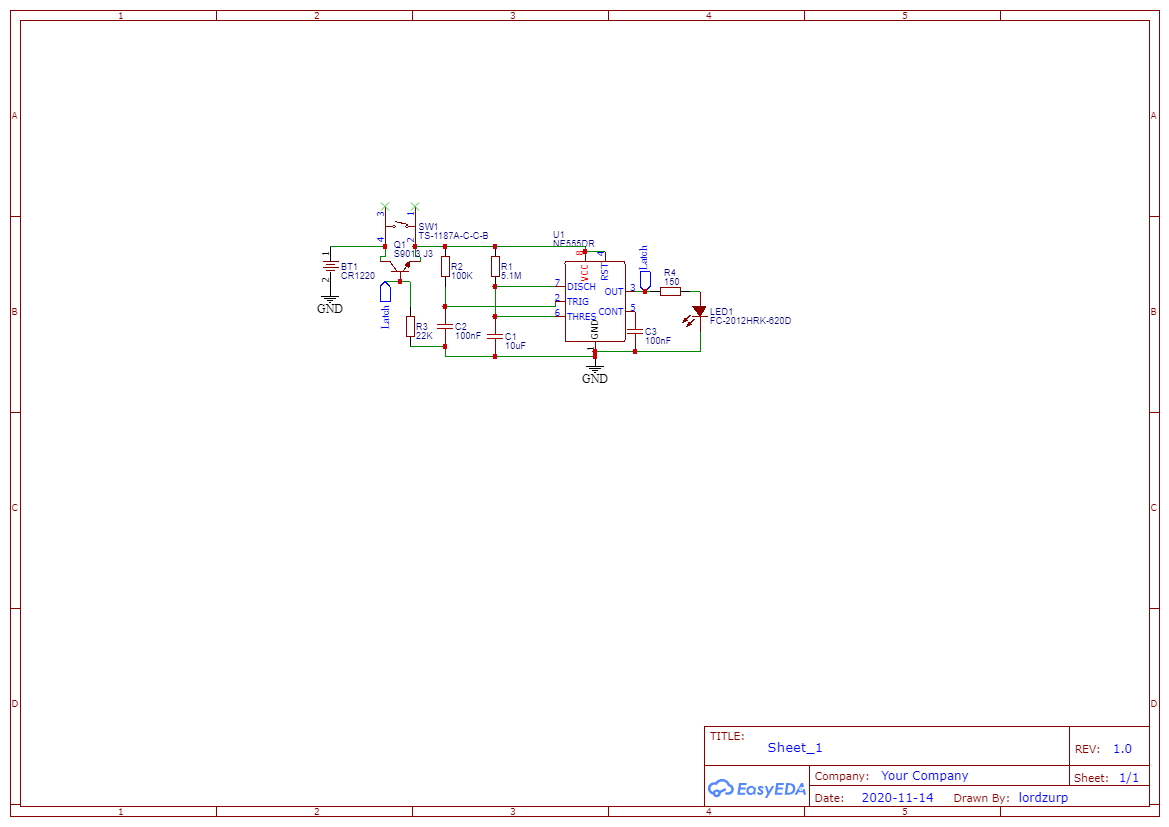 1 2 3 4 5
A A
3 1
SW1
TS-1187A-C-C-B
4 2
Q1
S9013 J3
U1
NE555DR
1
BT1
CR1220
2
GND
R2
100K
R1
5.1M
8 4
VCC
RST
7 DISCH
2 TRIG
6 THRES
OUT 3
CONT 5
GND
1
Latch
R4
150
LED1
FC-2012HRK-620D
B B
Latch
R3
22K
C2
100nF
C1
10uF
C3
100nF
GND
C C
D D
TITLE:
Sheet_1
REV: 1.0
EasyEDA
Company: Your Company
Sheet: 1/1
Date: 2020-11-14 Drawn By: lordzurp
1 2 3 4 5